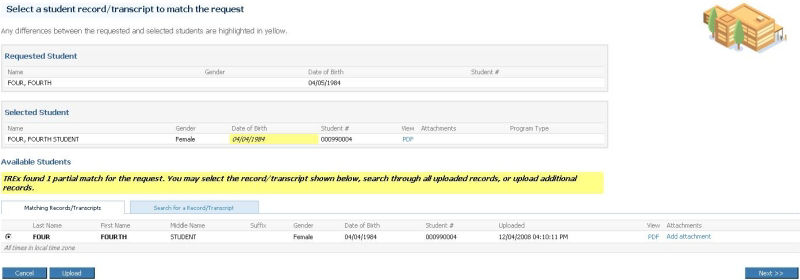 Select a student record/transcript to match the request
Any differences between the requested and selected students are highlighted in yellow.
Requested Student
Name Gender Date of Birth Student #
FOUR, FOURTH 04/05/1984
Selected Student
Name Gender Date of Birth Student # View Attachments Program Type
FOUR, FOURTH STUDENT Female 04/04/1984 000990004 PDF
Available Students
TREx found 1 partial match for the request. You may select the record/transcript shown below, search through all uploaded records, or upload additional
records.
Matching Records/Transcripts Search for a Record/Transcript
Last Name First Name Middle Name Suffix Gender Date of Birth Student # Uploaded View Attachments
FOUR FOURTH STUDENT Female 04/04/1984 000990004 12/04/2008 04:10:11 PM PDF Add attachment
All times in local time zone
Cancel Upload Next >>